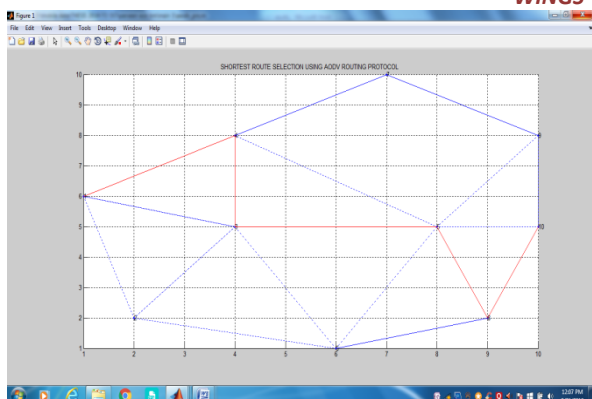 WINGS
Figure 1
File Edit View Insert Tools Desktop Window Help
SHORTEST ROUTE SELECTION USING AODV ROUTING PROTOCOL
10
9
8
7
6
5
4
3
2
1
1 2 3 4 5 6 7 8 9 10
10
12:07 PM